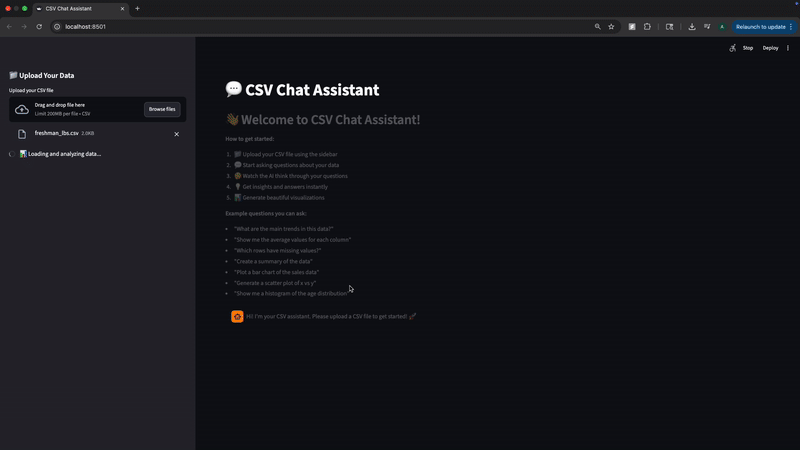 CSV Chat Assistant
localhost:8501
A
Relaunch to update
Stop
Deploy
Upload Your Data
Upload your CSV file
Drag and drop file here
Limit 200MB per file • CSV
Browse files
freshman_lbs.csv 2.0KB
Loading and analyzing data...
CSV Chat Assistant
Welcome to CSV Chat Assistant!
How to get started:
1. Upload your CSV file using the sidebar
2. Start asking questions about your data
3. Watch the AI think through your questions
4. Get insights and answers instantly
5. Generate beautiful visualizations
Example questions you can ask:
• "What are the main trends in this data?"
• "Show me the average values for each column"
• "Which rows have missing values?"
• "Create a summary of the data"
• "Plot a bar chart of the sales data"
• "Generate a scatter plot of x vs y"
• "Show me a histogram of the age distribution"
Hi! I'm your CSV assistant. Please upload a CSV file to get started!